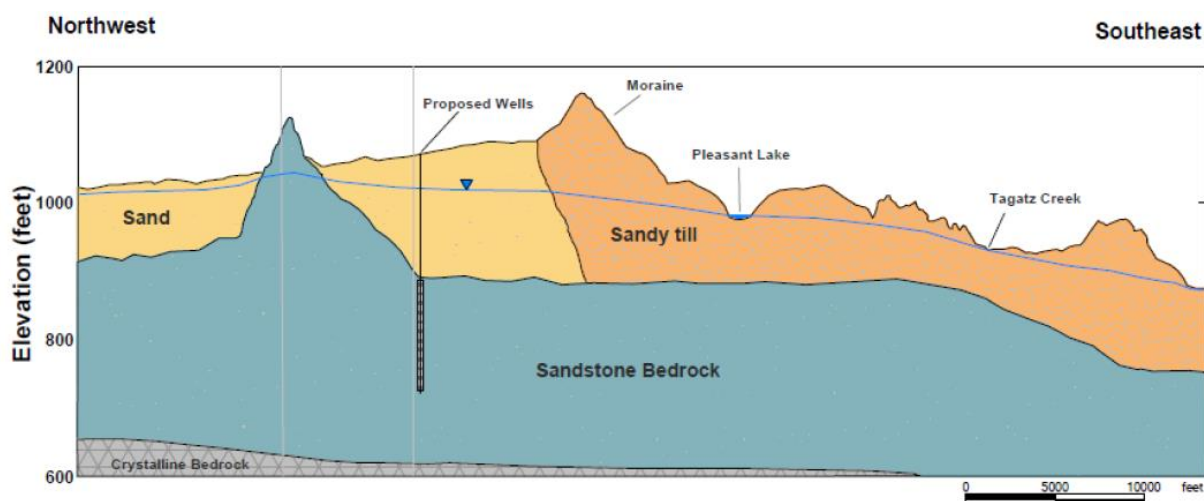 Northwest
Southeast
1200
Moraine
Proposed Wells
Pleasant Lake
1000
Tagatz Creek
Sand
Sandy till
Elevation (feet)
800
Sandstone Bedrock
Crystalline Bedrock
600
0 5000 10000 feet